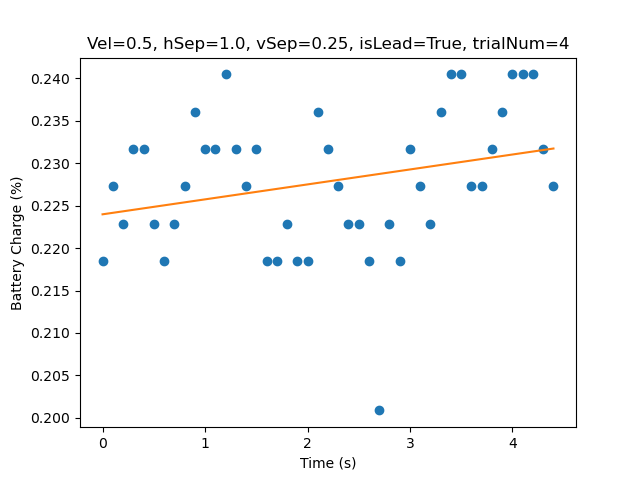 Vel=0.5, hSep=1.0, vSep=0.25, isLead=True, trialNum=4
Battery Charge (%)
0.240
0.235
0.230
0.225
0.220
0.215
0.210
0.205
0.200
0 1 2 3 4
Time (s)